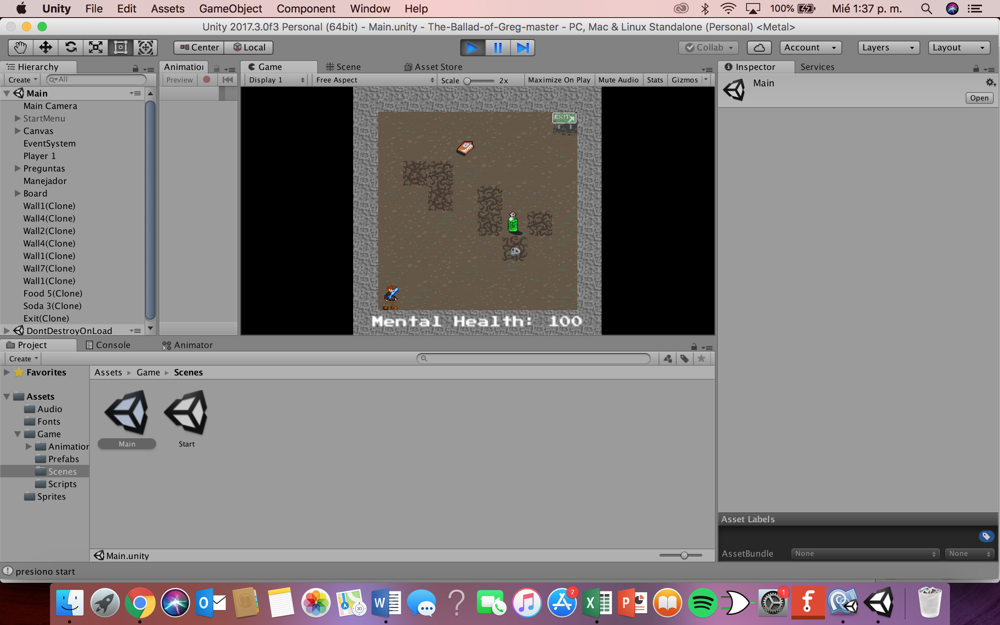 Unity File Edit Assets GameObject Component Window Help 100% Mié 1:37 p. m.
Unity 2017.3.0f3 Personal (64bit) - Main.unity - The-Ballad-of-Greg-master - PC, Mac & Linux Standalone (Personal) <Metal>
Center Local Collab Account Layers Layout
Hierarchy Animation Game Scene Asset Store Inspector Services
Create All Preview Display 1 Free Aspect Scale 2x Maximize On Play Mute Audio Stats Gizmos
Main
Open
Main
Main Camera
StartMenu
Canvas
EventSystem
Player 1
Preguntas
Manejador
Board
Wall1(Clone)
Wall4(Clone)
Wall2(Clone)
Wall4(Clone)
Wall1(Clone)
Wall7(Clone)
Wall1(Clone)
Food 5(Clone)
Soda 3(Clone)
Exit(Clone)
DontDestroyOnLoad
EXIT
Mental Health: 100
Project Console Animator
Create
Favorites
Assets
Audio
Fonts
Game
Animation
Prefabs
Scenes
Scripts
Sprites
Assets Game Scenes
Main Start
Main.unity
Asset Labels
AssetBundle None None
presiono start
O W 3D 7 X P 1 f